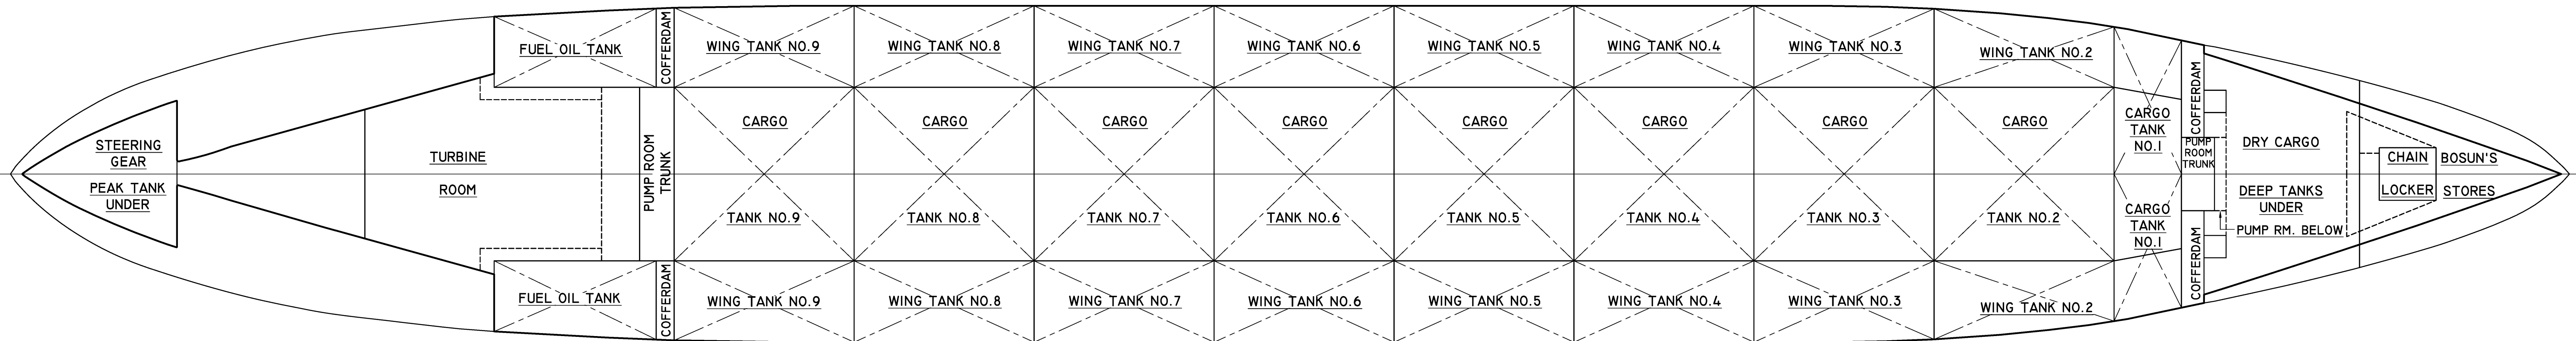 STEERING
GEAR
PEAK TANK
UNDER
TURBINE
ROOM
FUEL OIL TANK
COFFERDAM
FUEL OIL TANK
COFFERDAM
PUMP ROOM
TRUNK
WING TANK NO.9
WING TANK NO.8
WING TANK NO.7
WING TANK NO.6
WING TANK NO.5
WING TANK NO.4
WING TANK NO.3
WING TANK NO.2
CARGO
TANK NO.9
CARGO
TANK NO.8
CARGO
TANK NO.7
CARGO
TANK NO.6
CARGO
TANK NO.5
CARGO
TANK NO.4
CARGO
TANK NO.3
CARGO
TANK NO.2
WING TANK NO.9
WING TANK NO.8
WING TANK NO.7
WING TANK NO.6
WING TANK NO.5
WING TANK NO.4
WING TANK NO.3
WING TANK NO.2
CARGO
TANK
NO.1
CARGO
TANK
NO.1
COFFERDAM
PUMP
ROOM
TRUNK
COFFERDAM
DRY CARGO
DEEP TANKS
UNDER
PUMP RM. BELOW
CHAIN
LOCKER
BOSUN'S
STORES